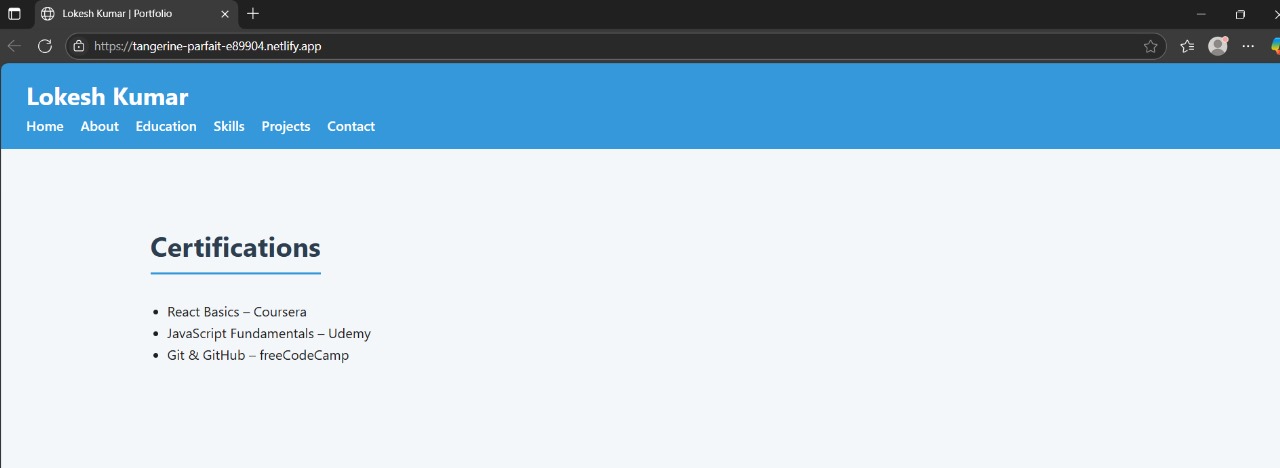 Lokesh Kumar | Portfolio
https://tangerine-parfait-e89904.netlify.app
Lokesh Kumar
Home About Education Skills Projects Contact
Certifications
• React Basics – Coursera
• JavaScript Fundamentals – Udemy
• Git & GitHub – freeCodeCamp